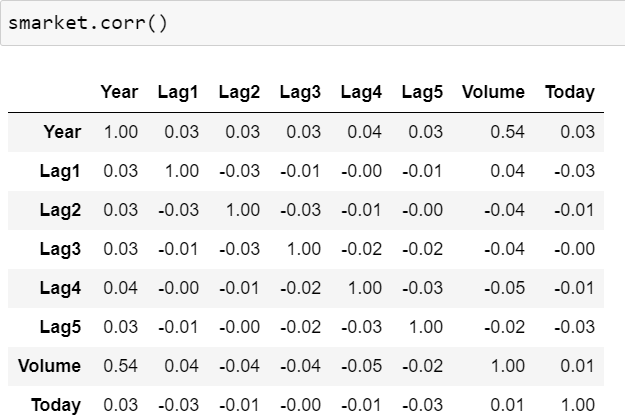 smarket.corr()
Year Lag1 Lag2 Lag3 Lag4 Lag5 Volume Today
Year 1.00 0.03 0.03 0.03 0.04 0.03 0.54 0.03
Lag1 0.03 1.00 -0.03 -0.01 -0.00 -0.01 0.04 -0.03
Lag2 0.03 -0.03 1.00 -0.03 -0.01 -0.00 -0.04 -0.01
Lag3 0.03 -0.01 -0.03 1.00 -0.02 -0.02 -0.04 -0.00
Lag4 0.04 -0.00 -0.01 -0.02 1.00 -0.03 -0.05 -0.01
Lag5 0.03 -0.01 -0.00 -0.02 -0.03 1.00 -0.02 -0.03
Volume 0.54 0.04 -0.04 -0.04 -0.05 -0.02 1.00 0.01
Today 0.03 -0.03 -0.01 -0.00 -0.01 -0.03 0.01 1.00